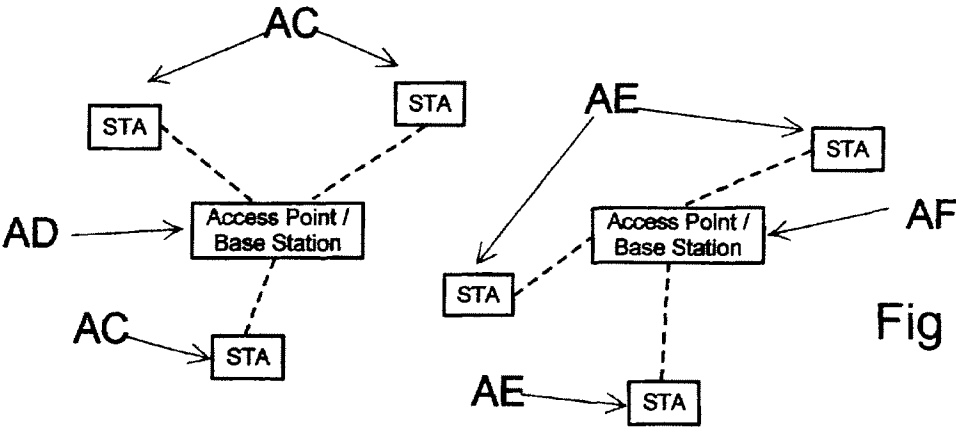 AC
STA
STA
AE
STA
AD
Access Point /
Base Station
Access Point /
Base Station
AF
STA
Fig
AC
STA
AE
STA